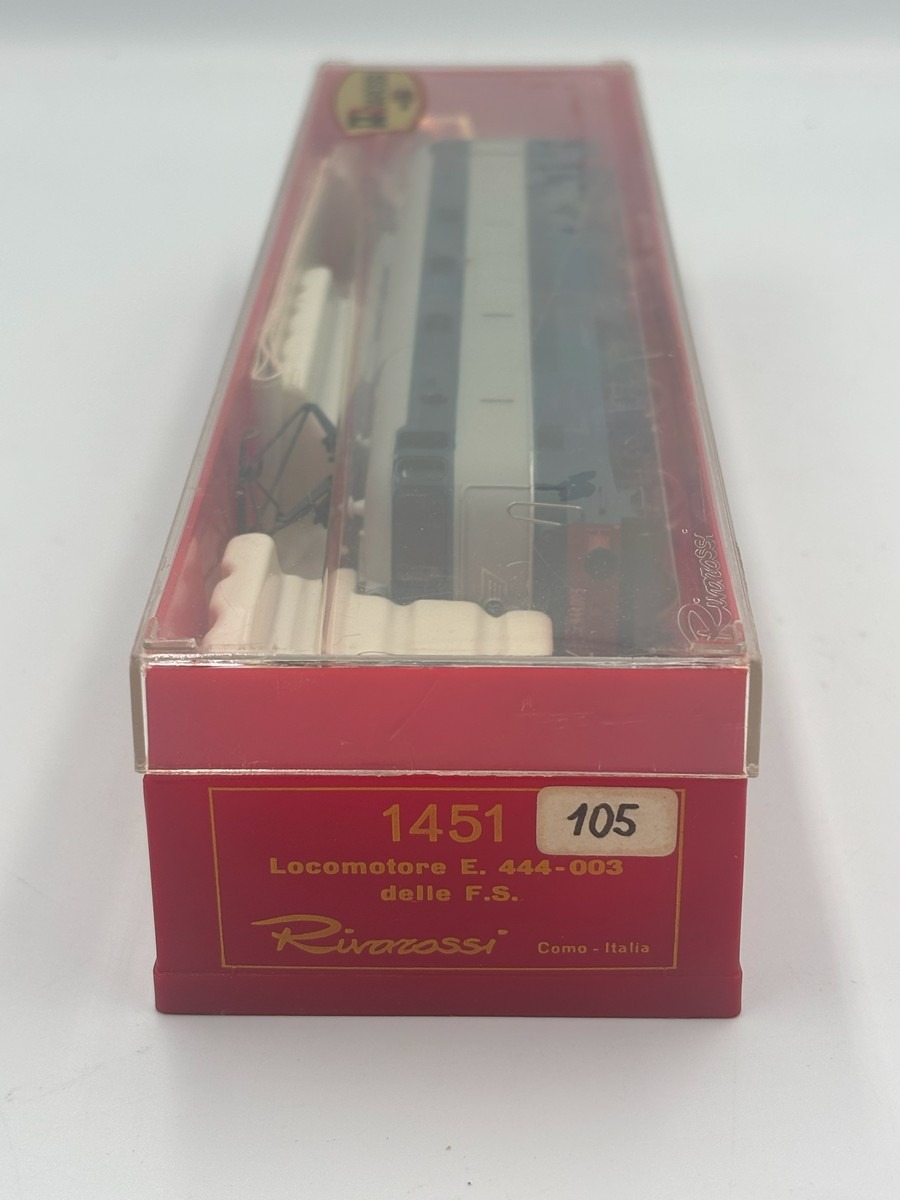 Rivarossi
1451
105
Locomotore E. 444-003
delle F.S.
Rivarossi Como - Italia